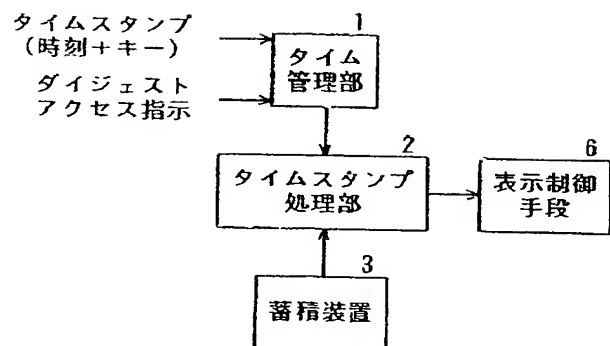 タイムスタンプ
(時刻+キー)
ダイジェスト
アクセス指示
1
タイム
管理部
2
タイムスタンプ
処理部
6
表示制御
手段
3
蓄積装置